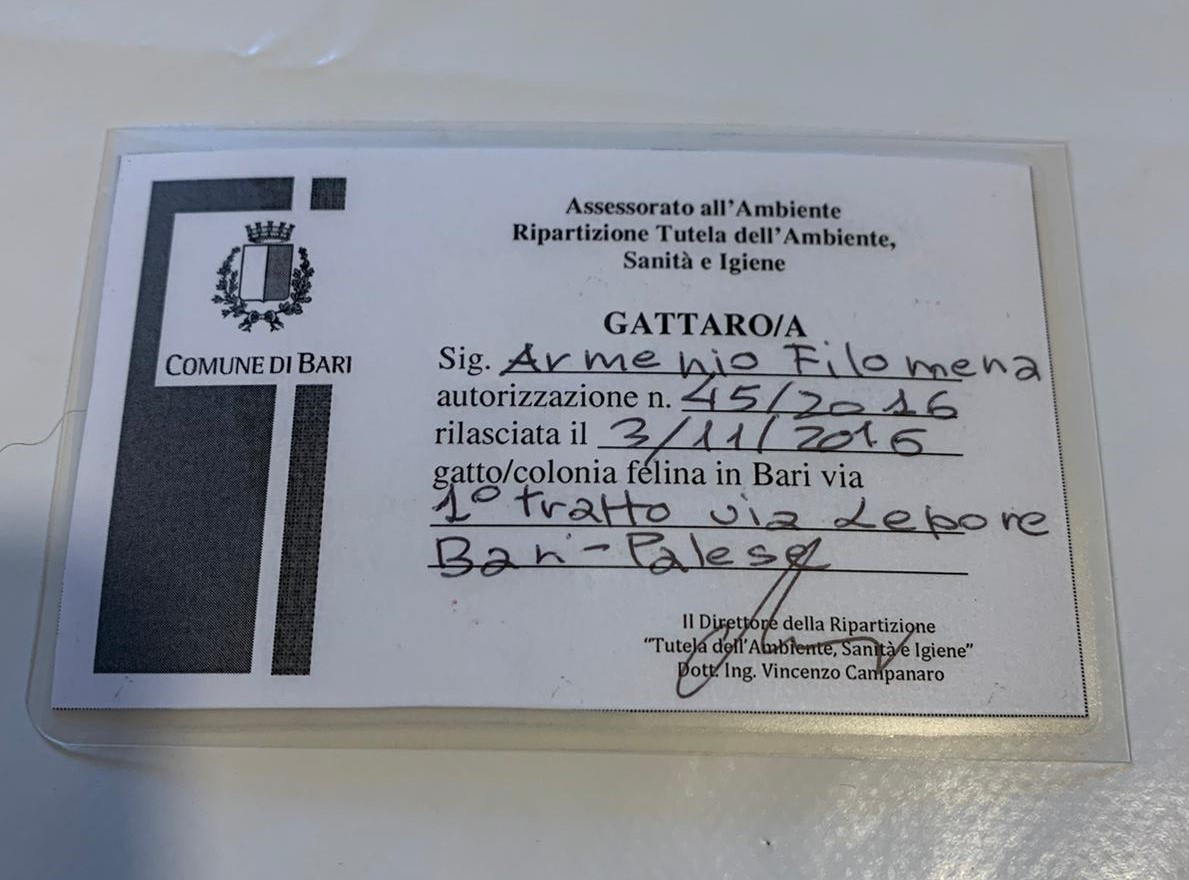 Assessorato all'Ambiente
Ripartizione Tutela dell'Ambiente,
Sanità e Igiene
COMUNE DI BARI
GATTARO/A
Sig. Armenio Filomena
autorizzazione n. 45/2016
rilasciata il 3/11/2016
gatto/colonia felina in Bari via
1° tratto via Lepore
Bari-Palese
Il Direttore della Ripartizione
"Tutela dell'Ambiente, Sanità e Igiene"
Dott. Ing. Vincenzo Campanaro